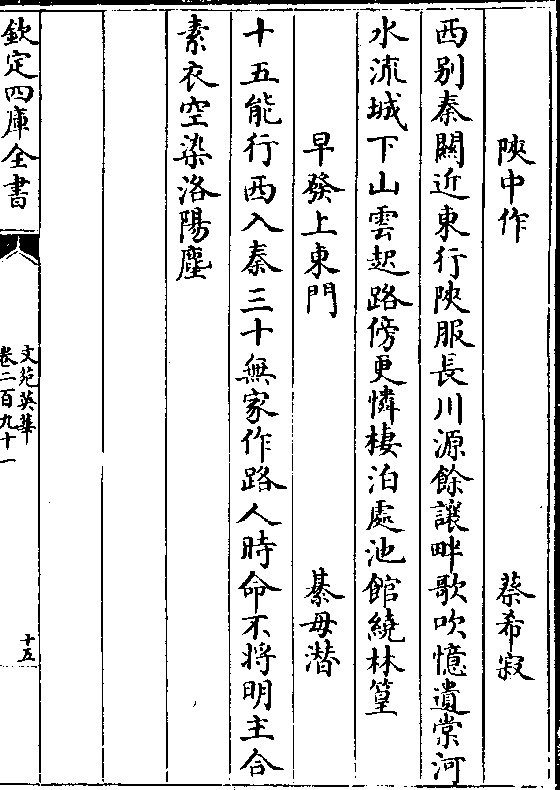 陜中作　蔡希寂
西别秦關近東行陜服長川源餘讓畔歌吹憶遺棠河
水流城下山雲起路傍更憐棲泊處池館繞林篁
早發上東門　綦毋潜
十五能行西入秦三十無家作路人時命不將明主合
素衣空染洛陽塵
欽定四庫全書
文苑英華
卷二百九十一
十五